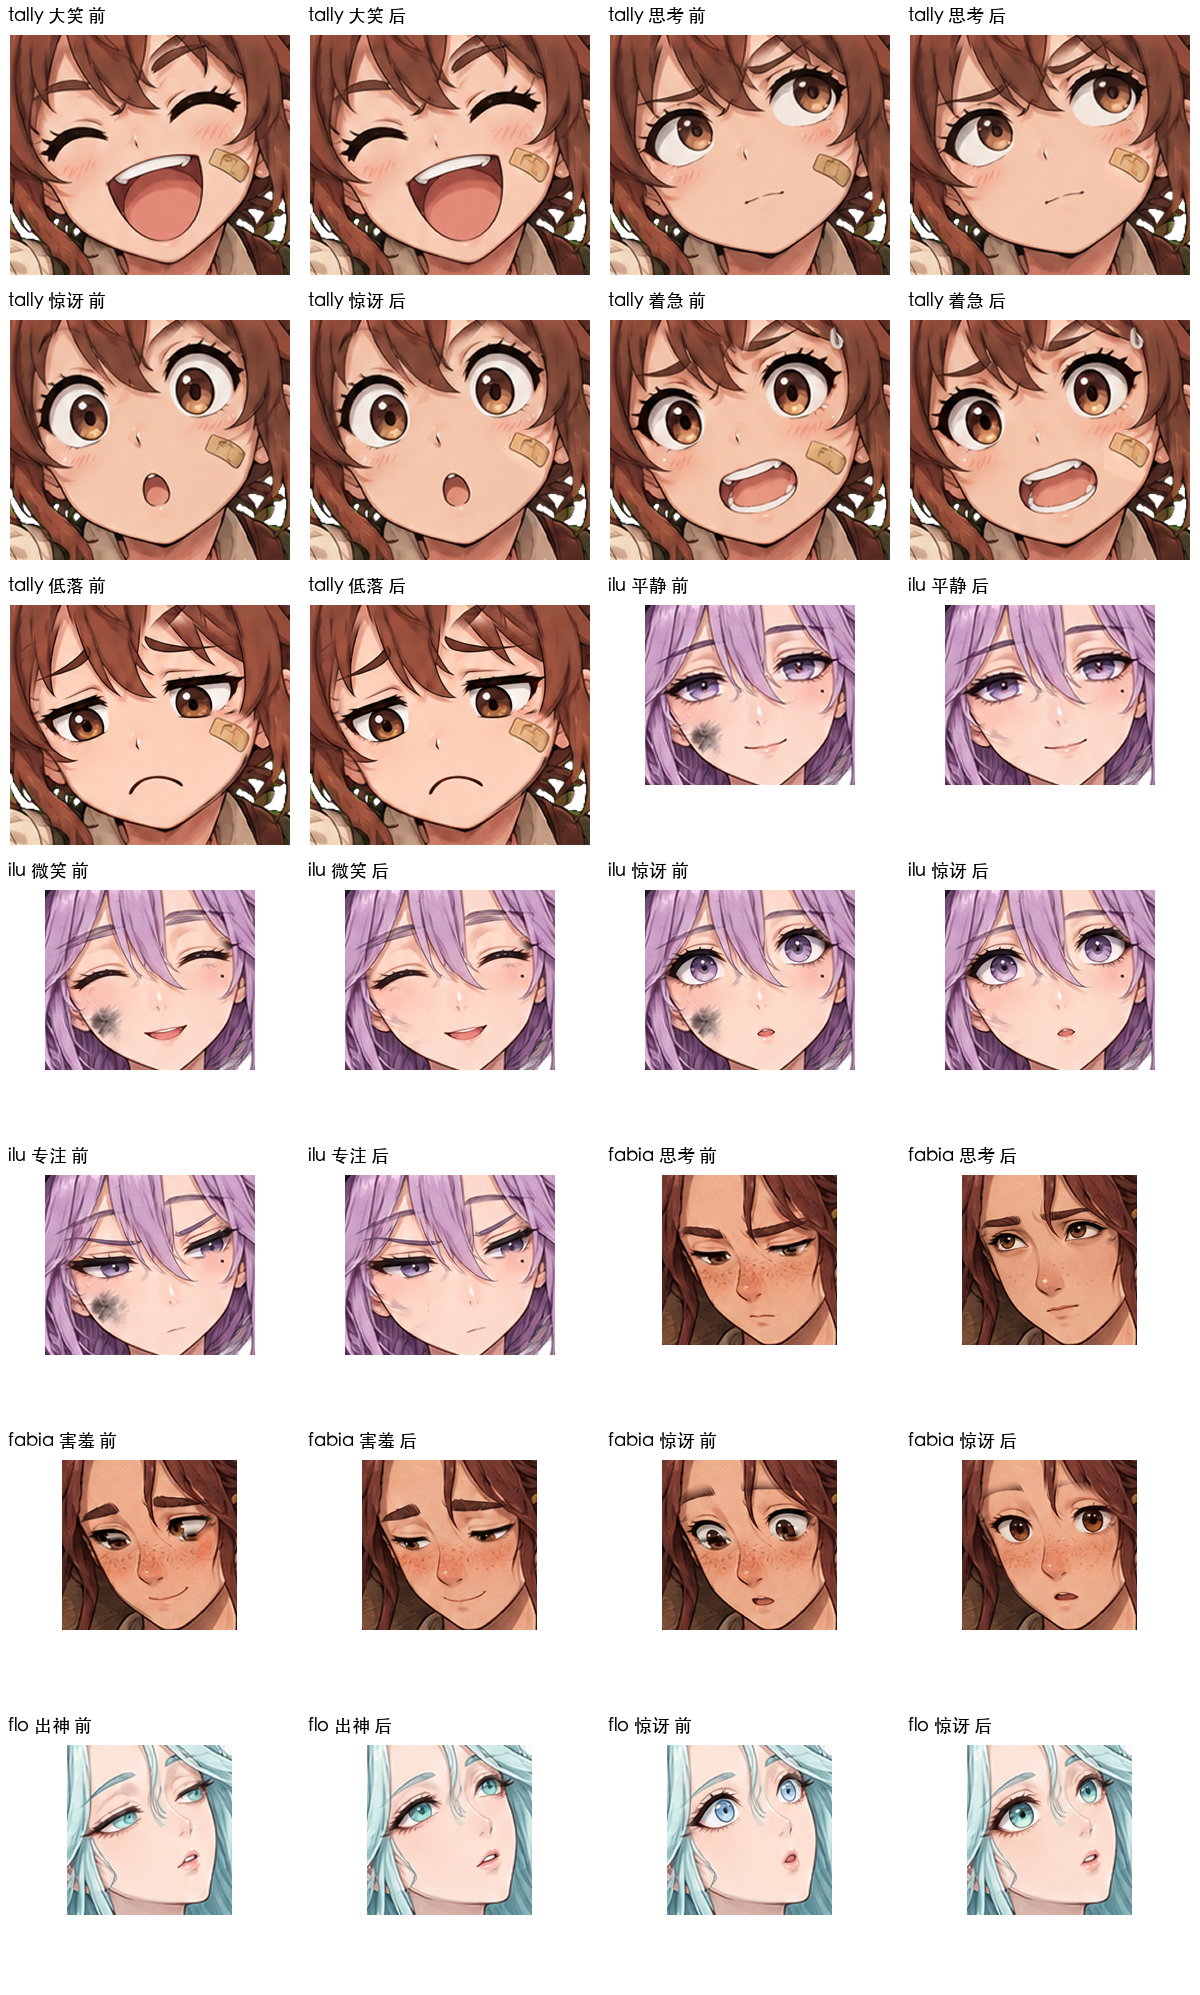 tally 大笑 前
tally 大笑 后
tally 思考 前
tally 思考 后
tally 惊讶 前
tally 惊讶 后
tally 着急 前
tally 着急 后
tally 低落 前
tally 低落 后
ilu 平静 前
ilu 平静 后
ilu 微笑 前
ilu 微笑 后
ilu 惊讶 前
ilu 惊讶 后
ilu 专注 前
ilu 专注 后
fabia 思考 前
fabia 思考 后
fabia 害羞 前
fabia 害羞 后
fabia 惊讶 前
fabia 惊讶 后
flo 出神 前
flo 出神 后
flo 惊讶 前
flo 惊讶 后